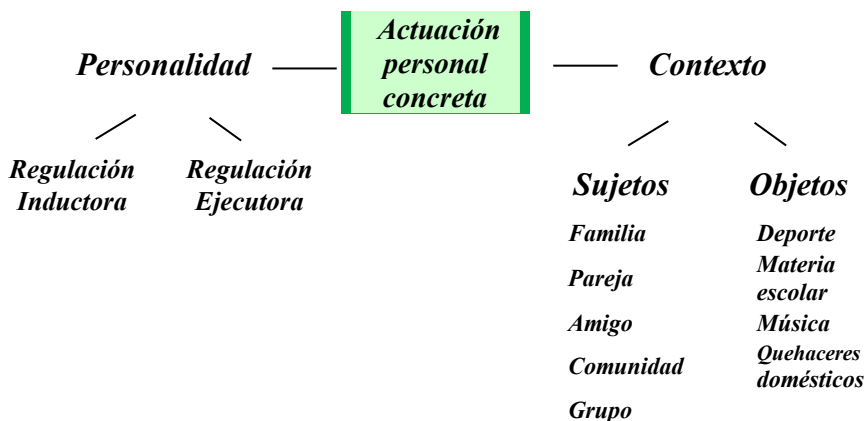 Actuación
personal
concreta
Personalidad
Contexto
Regulación
Inductora
Regulación
Ejecutora
Sujetos
Familia
Pareja
Amigo
Comunidad
Grupo
Objetos
Deporte
Materia
escolar
Música
Quehaceres
domésticos